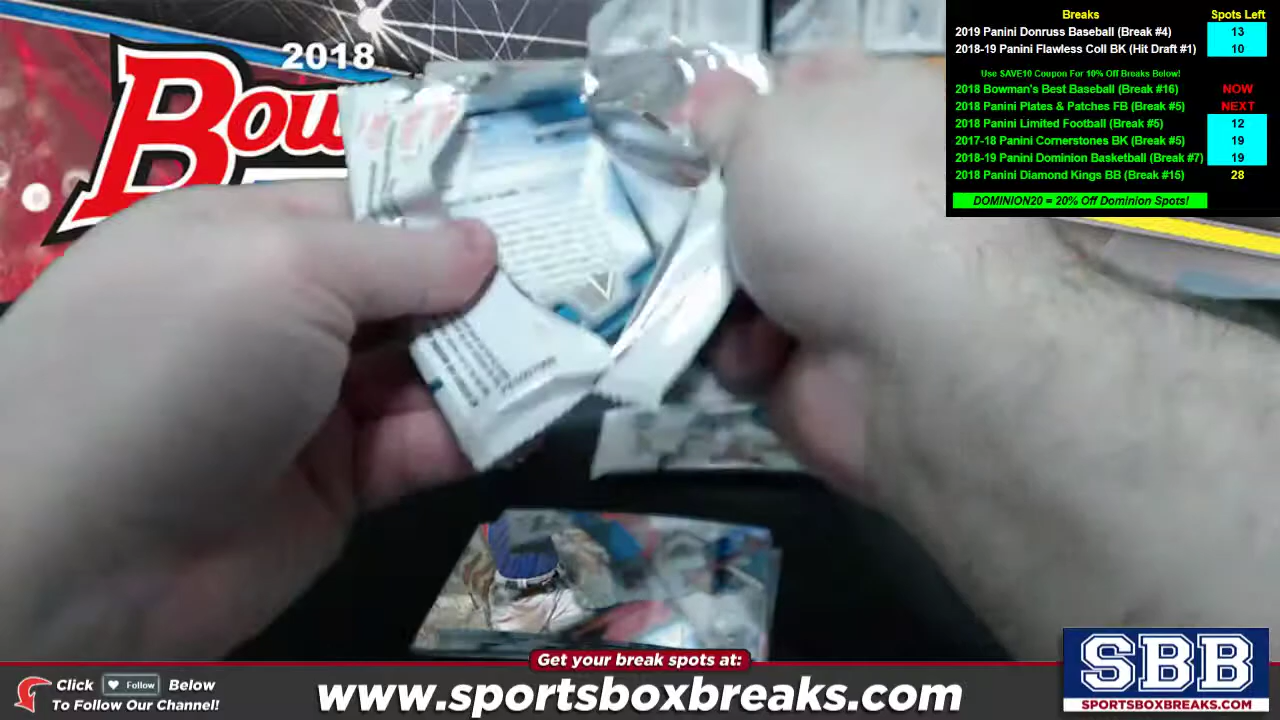 2018
Bow
Breaks Spots Left
2019 Panini Donruss Baseball (Break #4) 13
2018-19 Panini Flawless Coll BK (Hit Draft #1) 10
Use SAVE10 Coupon For 10% Off Breaks Below!
2018 Bowman's Best Baseball (Break #16) NOW
2018 Panini Plates & Patches FB (Break #5) NEXT
2018 Panini Limited Football (Break #5) 12
2017-18 Panini Cornerstones BK (Break #5) 19
2018-19 Panini Dominion Basketball (Break #7) 19
2018 Panini Diamond Kings BB (Break #15) 28
DOMINION20 = 20% Off Dominion Spots!
Get your break spots at:
Click Follow Below
To Follow Our Channel!
www.sportsboxbreaks.com
SBB
SPORTSBOXBREAKS.COM